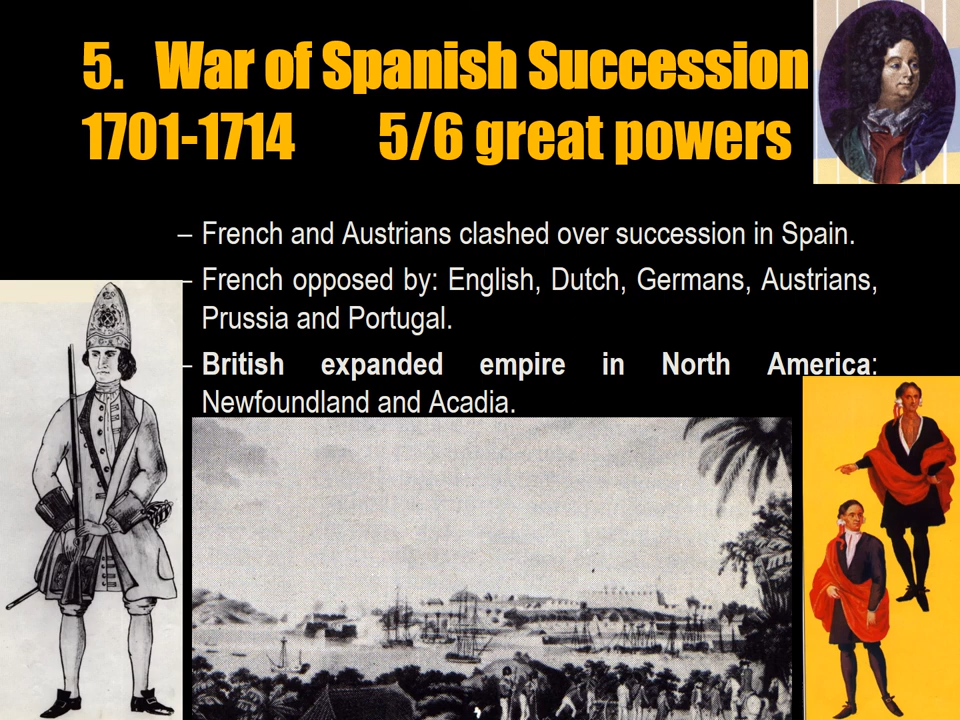 5. War of Spanish Succession
1701-1714 5/6 great powers
– French and Austrians clashed over succession in Spain.
– French opposed by: English, Dutch, Germans, Austrians,
Prussia and Portugal.
– British expanded empire in North America:
Newfoundland and Acadia.